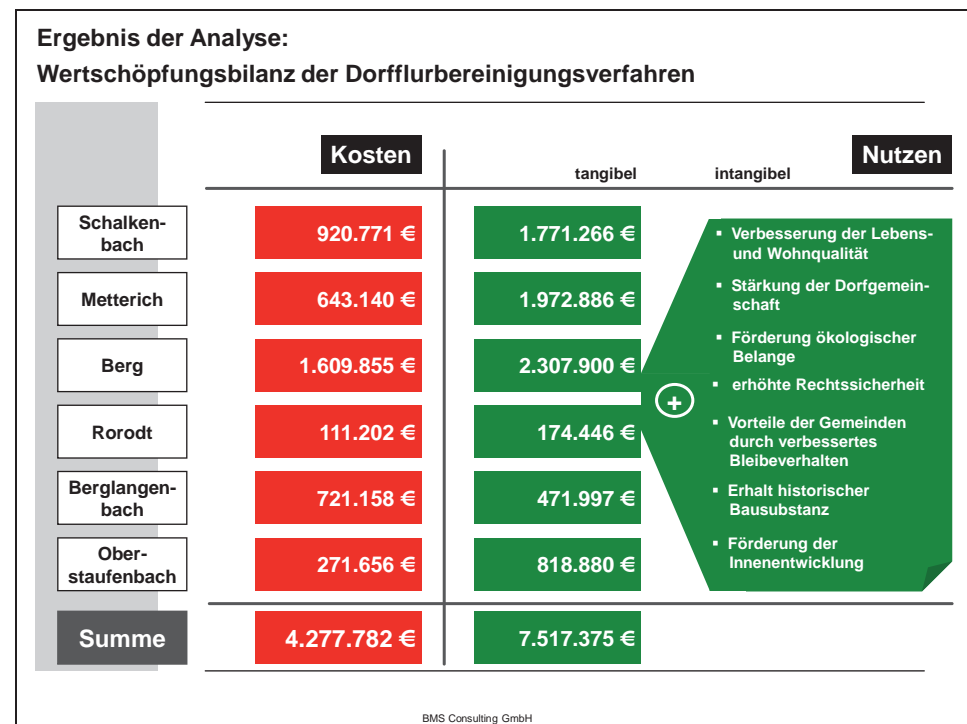 Ergebnis der Analyse:
Wertschöpfungsbilanz der Dorfflurbereinigungsverfahren
Kosten
tangibel
intangibel
Nutzen
Schalken-
bach
920.771 €
1.771.266 €
Metterich
643.140 €
1.972.886 €
Berg
1.609.855 €
2.307.900 €
Rorodt
111.202 €
174.446 €
Berglangen-
bach
721.158 €
471.997 €
Ober-
staufenbach
271.656 €
818.880 €
▪ Verbesserung der Lebens-
und Wohnqualität
▪ Stärkung der Dorfgemein-
schaft
▪ Förderung ökologischer
Belange
▪ erhöhte Rechtssicherheit
▪ Vorteile der Gemeinden
durch verbessertes
Bleibeverhalten
▪ Erhalt historischer
Bausubstanz
▪ Förderung der
Innenentwicklung
+
Summe
4.277.782 €
7.517.375 €
BMS Consulting GmbH